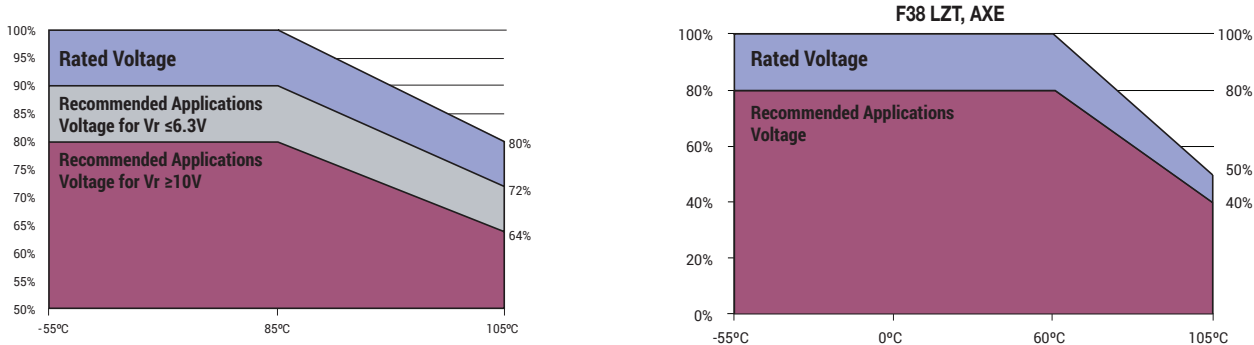 100%
95%
90%
85%
80%
75%
70%
65%
60%
55%
50%
Rated Voltage
Recommended Applications
Voltage for Vr ≤6.3V
Recommended Applications
Voltage for Vr ≥10V
80%
72%
64%
-55ºC
85ºC
105ºC
F38 LZT, AXE
100%
80%
60%
40%
20%
0%
Rated Voltage
Recommended Applications
Voltage
100%
80%
50%
40%
-55ºC
0ºC
60ºC
105ºC